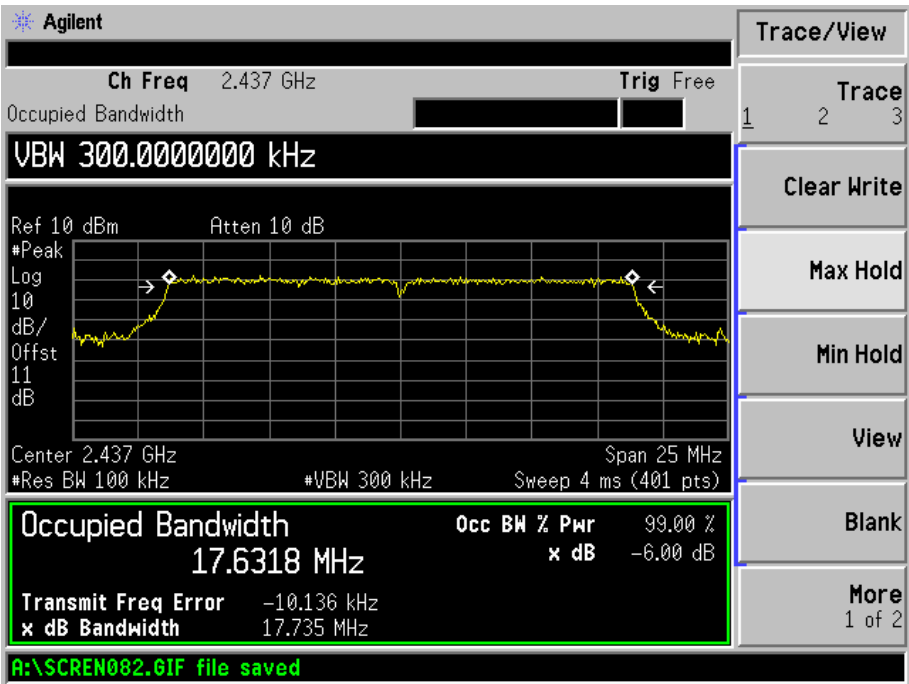 Agilent
Trace/View
Ch Freq 2.437 GHz Trig Free
Occupied Bandwidth
Trace
1 2 3
VBW 300.0000000 kHz
Clear Write
Ref 10 dBm Atten 10 dB
#Peak
Log
10
dB/
Offst
11
dB
Max Hold
Min Hold
View
Center 2.437 GHz Span 25 MHz
#Res BW 100 kHz #VBW 300 kHz Sweep 4 ms (401 pts)
Occupied Bandwidth Occ BW % Pwr 99.00 %
17.6318 MHz x dB -6.00 dB
Blank
Transmit Freq Error -10.136 kHz
x dB Bandwidth 17.735 MHz
More
1 of 2
A:\SCREN082.GIF file saved